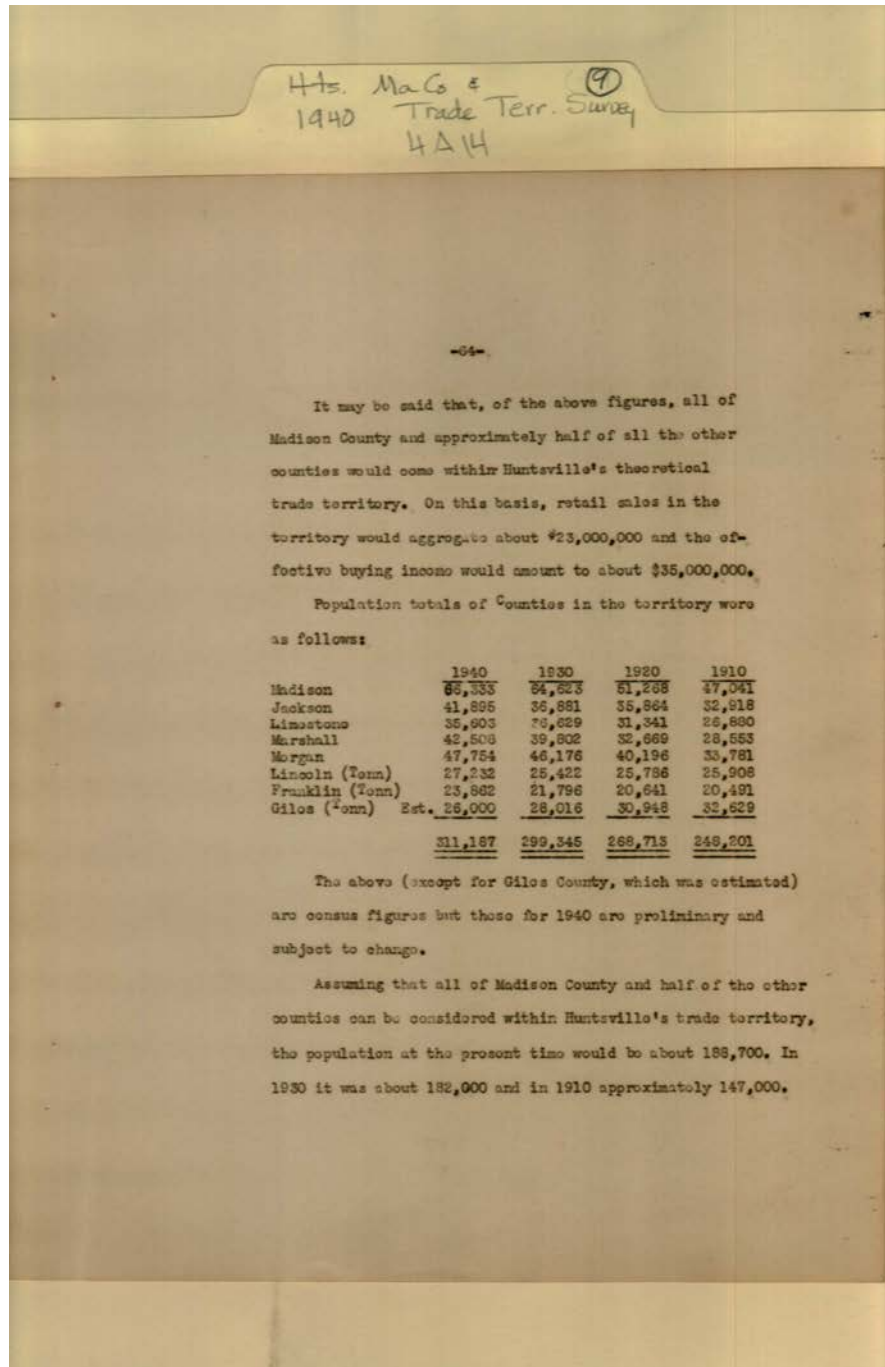 Hts. Ma Co & 9
1940 Trade Terr. Survey
4 A 14
-64-
It may be said that, of the above figures, all of
Madison County and approximately half of all the other
counties would come within Huntsville's theoretical
trade territory. On this basis, retail sales in the
territory would aggregate about $23,000,000 and the ef-
fective buying income would amount to about $35,000,000.
Population totals of Counties in the territory were
as follows:
1940 1930 1920 1910
Madison 66,333 64,623 51,268 47,041
Jackson 41,895 36,881 35,864 32,918
Limestone 35,603 36,629 31,341 26,880
Marshall 42,508 39,802 32,669 28,553
Morgan 47,754 46,176 40,196 33,781
Lincoln (Tenn) 27,232 25,422 25,786 25,908
Franklin (Tenn) 23,862 21,796 20,641 20,491
Giles (Tenn) Est. 26,000 28,016 30,948 32,629
311,187 299,345 268,713 248,201
The above (except for Giles County, which was estimated)
are census figures but these for 1940 are preliminary and
subject to change.
Assuming that all of Madison County and half of the other
counties can be considered within Huntsville's trade territory,
the population at the present time would be about 188,700. In
1930 it was about 182,000 and in 1910 approximately 147,000.